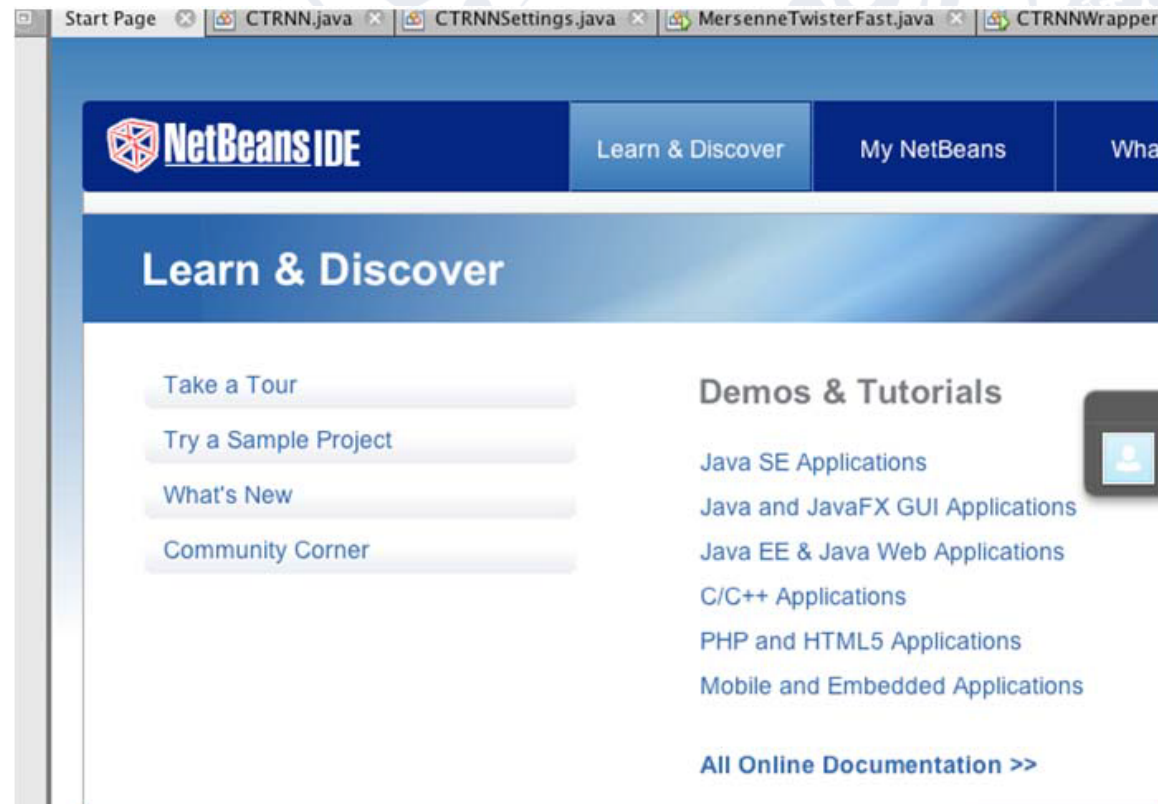 Start Page CTRNN.java CTRNNSettings.java MersenneTwisterFast.java CTRNNWrapper
NetBeans IDE Learn & Discover My NetBeans Wha
Learn & Discover
Take a Tour
Try a Sample Project
What's New
Community Corner
Demos & Tutorials
Java SE Applications
Java and JavaFX GUI Applications
Java EE & Java Web Applications
C/C++ Applications
PHP and HTML5 Applications
Mobile and Embedded Applications
All Online Documentation >>